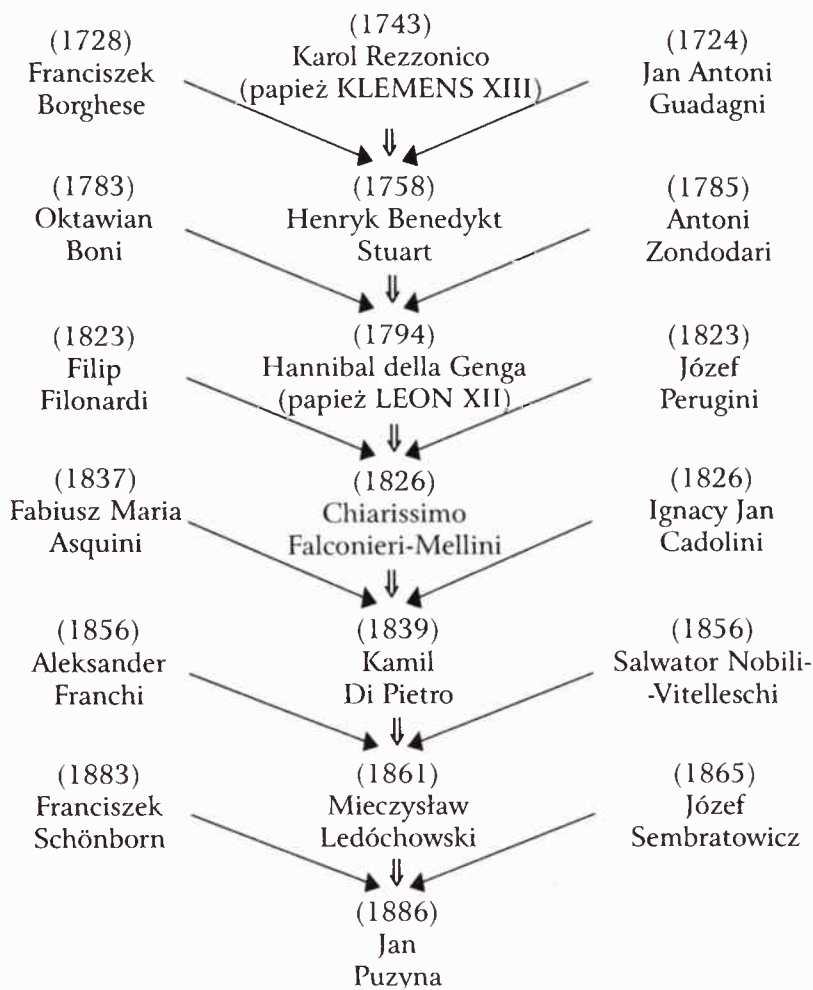 (1728)
Franciszek
Borghese
(1743)
Karol Rezzonico
(papież KLEMENS XIII)
(1724)
Jan Antoni
Guadagni
(1783)
Oktawian
Boni
(1758)
Henryk Benedykt
Stuart
(1785)
Antoni
Zondodari
(1823)
Filip
Filonardi
(1794)
Hannibal della Genga
(papież LEON XII)
(1823)
Józef
Perugini
(1837)
Fabiusz Maria
Asquini
(1826)
Chiarissimo
Falconieri-Mellini
(1826)
Ignacy Jan
Cadolini
(1856)
Aleksander
Franchi
(1839)
Kamil
Di Pietro
(1856)
Salwator Nobili-
-Vitelleschi
(1883)
Franciszek
Schönborn
(1861)
Mieczysław
Ledóchowski
(1865)
Józef
Sembratowicz
(1886)
Jan
Puzyna